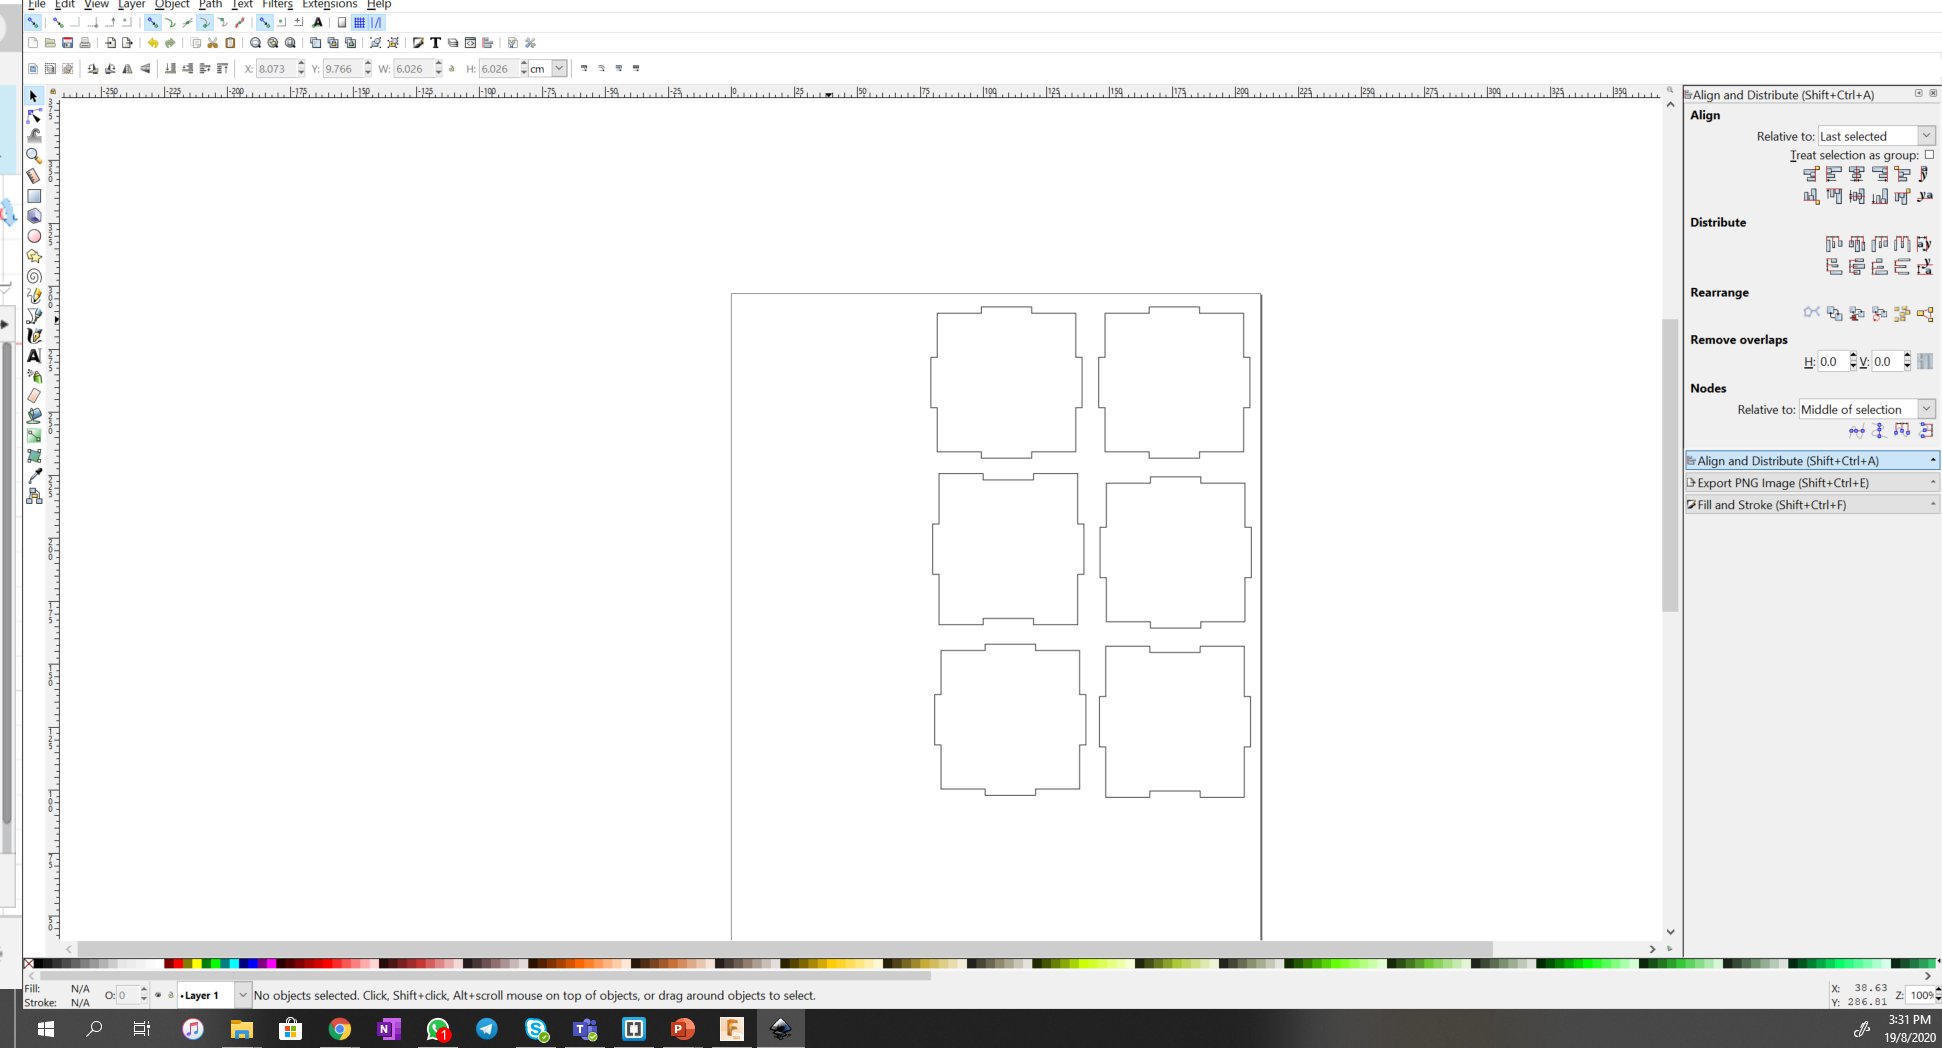 File Edit View Layer Object Path Text Filters Extensions Help
X: 8.073 Y: 9.766 W: 6.026 H: 6.026 cm
-250 -225 -200 -175 -150 -125 -100 -75 -50 -25 0 25 50 75 100 125 150 175 200 225 250 275 300 325 350
Align and Distribute (Shift+Ctrl+A)
Align
Relative to: Last selected
Treat selection as group:
Distribute
Rearrange
Remove overlaps
H: 0.0 V: 0.0
Nodes
Relative to: Middle of selection
Align and Distribute (Shift+Ctrl+A)
Export PNG Image (Shift+Ctrl+E)
Fill and Stroke (Shift+Ctrl+F)
Fill: N/A
Stroke: N/A
O: 0
Layer 1
No objects selected. Click, Shift+click, Alt+scroll mouse on top of objects, or drag around objects to select.
X: 38.63
Y: 286.81
Z: 100%
1
3:31 PM
19/8/2020